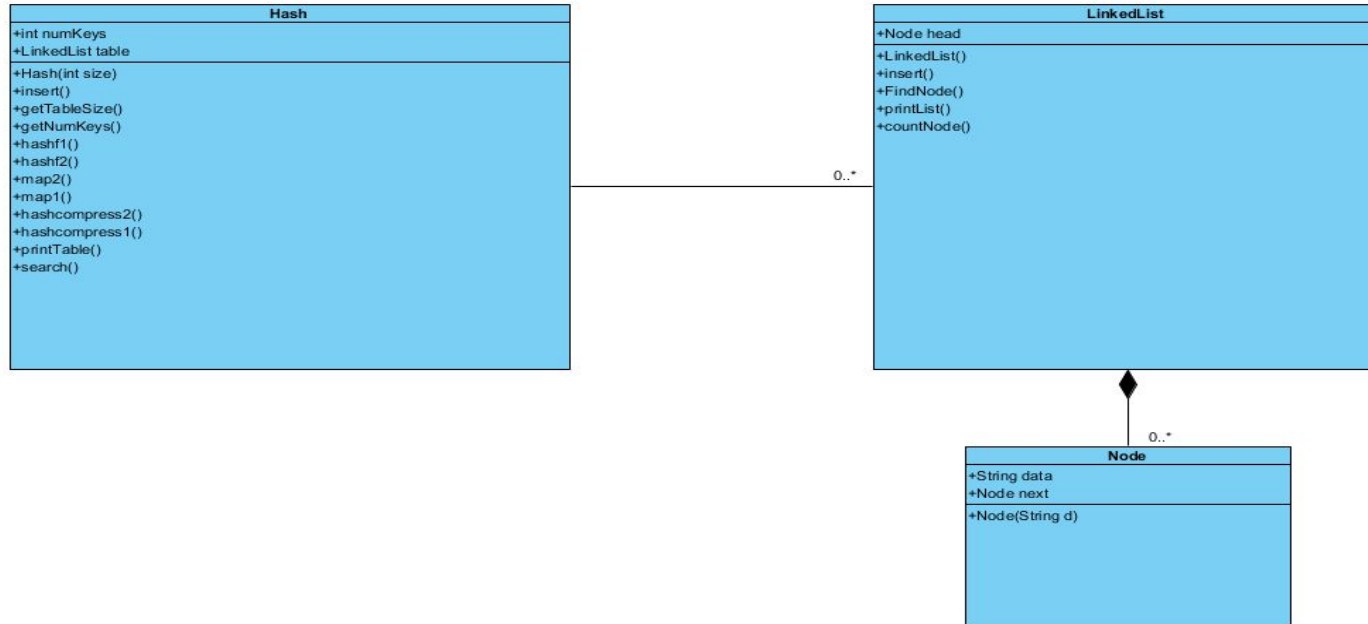 Hash
+int numKeys
+LinkedList table
+Hash(int size)
+insert()
+getTableSize()
+getNumKeys()
+hashf1()
+hashf2()
+map2()
+map1()
+hashcompress2()
+hashcompress1()
+printTable()
+search()
0..*
LinkedList
+Node head
+LinkedList()
+insert()
+FindNode()
+printList()
+countNode()
0..*
Node
+String data
+Node next
+Node(String d)